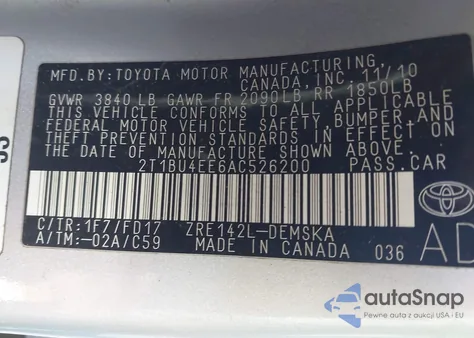 MFD.BY:TOYOTA MOTOR MANUFACTURING,
CANADA, INC. 11/10
GVWR 3840 LB GAWR FR 2090LB RR 1850LB
THIS VEHICLE CONFORMS TO ALL APPLICABLE
FEDERAL MOTOR VEHICLE SAFETY, BUMPER, AND
THEFT PREVENTION STANDARDS IN EFFECT ON
THE DATE OF MANUFACTURE SHOWN ABOVE.
2T1BU4EE6AC526200 PASS.CAR
C/TR:1F7/FD17 ZRE142L-DEMSKA
A/TM:-02A/C59 MADE IN CANADA 036
TOYOTA
AD
autoSnap
Pewne auta z aukcji USA i EU